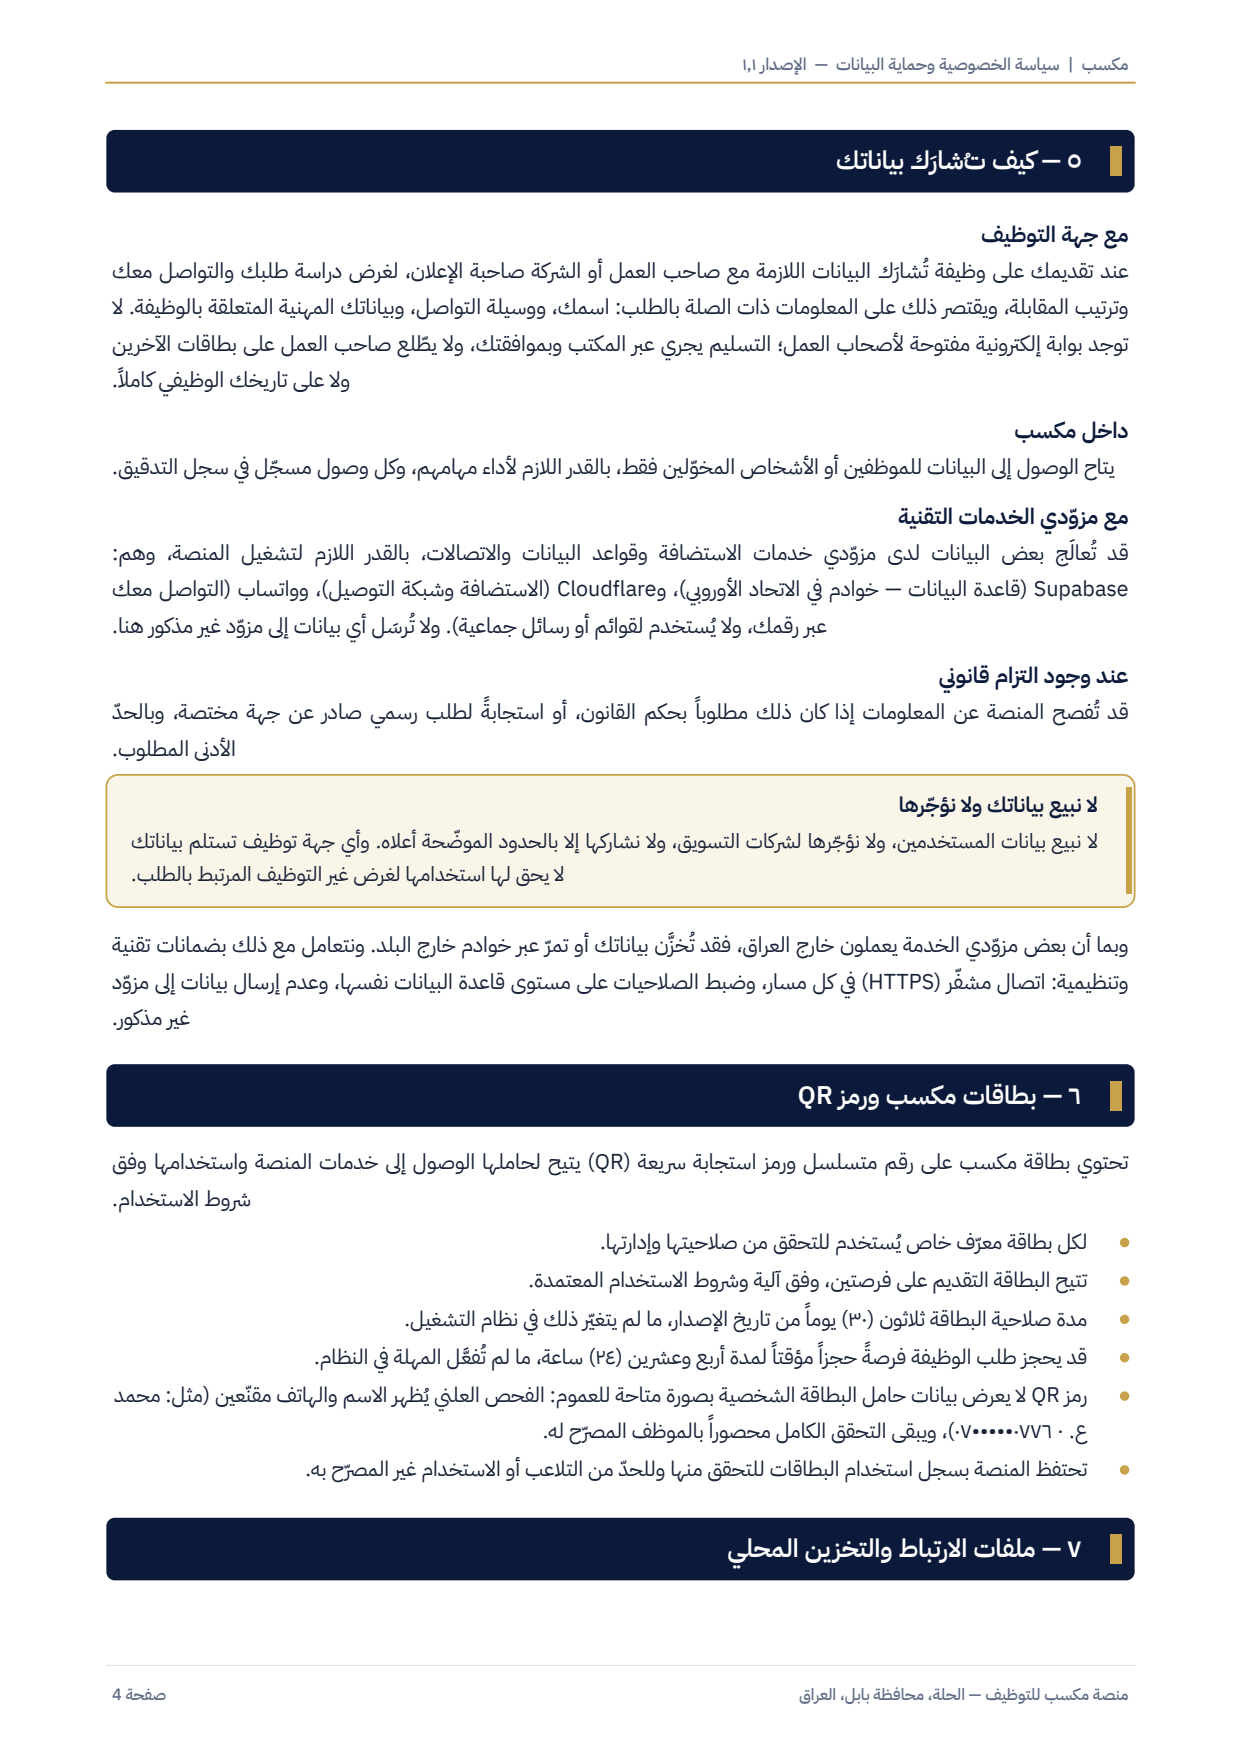 مكسب | سياسة الخصوصية وحماية البيانات — الإصدار ١,١
٥ — كيف تُشارَك بياناتك
مع جهة التوظيف
عند تقديمك على وظيفة تُشارَك البيانات اللازمة مع صاحب العمل أو الشركة صاحبة الإعلان، لغرض دراسة طلبك والتواصل معك
وترتيب المقابلة، ويقتصر ذلك على المعلومات ذات الصلة بالطلب: اسمك، ووسيلة التواصل، وبياناتك المهنية المتعلقة بالوظيفة. لا
توجد بوابة إلكترونية مفتوحة لأصحاب العمل؛ التسليم يجري عبر المكتب وبموافقتك، ولا يطّلع صاحب العمل على بطاقات الآخرين
ولا على تاريخك الوظيفي كاملاً.
داخل مكسب
يتاح الوصول إلى البيانات للموظفين أو الأشخاص المخوّلين فقط، بالقدر اللازم لأداء مهامهم، وكل وصول مسجّل في سجل التدقيق.
مع مزوّدي الخدمات التقنية
قد تُعالَج بعض البيانات لدى مزوّدي خدمات الاستضافة وقواعد البيانات والاتصالات، بالقدر اللازم لتشغيل المنصة، وهم:
Supabase (قاعدة البيانات — خوادم في الاتحاد الأوروبي)، وCloudflare (الاستضافة وشبكة التوصيل)، وواتساب (التواصل معك
عبر رقمك، ولا يُستخدم لقوائم أو رسائل جماعية). ولا تُرسَل أي بيانات إلى مزوّد غير مذكور هنا.
عند وجود التزام قانوني
قد تُفصح المنصة عن المعلومات إذا كان ذلك مطلوباً بحكم القانون، أو استجابةً لطلب رسمي صادر عن جهة مختصة، وبالحدّ
الأدنى المطلوب.
لا نبيع بياناتك ولا نؤجّرها
لا نبيع بيانات المستخدمين، ولا نؤجّرها لشركات التسويق، ولا نشاركها إلا بالحدود الموضّحة أعلاه. وأي جهة توظيف تستلم بياناتك
لا يحق لها استخدامها لغرض غير التوظيف المرتبط بالطلب.
وبما أن بعض مزوّدي الخدمة يعملون خارج العراق، فقد تُخزَّن بياناتك أو تمرّ عبر خوادم خارج البلد. ونتعامل مع ذلك بضمانات تقنية
وتنظيمية: اتصال مشفّر (HTTPS) في كل مسار، وضبط الصلاحيات على مستوى قاعدة البيانات نفسها، وعدم إرسال بيانات إلى مزوّد
غير مذكور.
٦ — بطاقات مكسب ورمز QR
تحتوي بطاقة مكسب على رقم متسلسل ورمز استجابة سريعة (QR) يتيح لحاملها الوصول إلى خدمات المنصة واستخدامها وفق
شروط الاستخدام.
● لكل بطاقة معرّف خاص يُستخدم للتحقق من صلاحيتها وإدارتها.
● تتيح البطاقة التقديم على فرصتين، وفق آلية وشروط الاستخدام المعتمدة.
● مدة صلاحية البطاقة ثلاثون (٣٠) يوماً من تاريخ الإصدار، ما لم يتغيّر ذلك في نظام التشغيل.
● قد يحجز طلب الوظيفة فرصةً حجزاً مؤقتاً لمدة أربع وعشرين (٢٤) ساعة، ما لم تُفعَّل المهلة في النظام.
● رمز QR لا يعرض بيانات حامل البطاقة الشخصية بصورة متاحة للعموم: الفحص العلني يُظهر الاسم والهاتف مقنّعين (مثل: محمد
ع. · ٠٧•••••٠٧٧٦)، ويبقى التحقق الكامل محصوراً بالموظف المصرّح له.
● تحتفظ المنصة بسجل استخدام البطاقات للتحقق منها وللحدّ من التلاعب أو الاستخدام غير المصرّح به.
٧ — ملفات الارتباط والتخزين المحلي
منصة مكسب للتوظيف — الحلة، محافظة بابل، العراق
صفحة 4